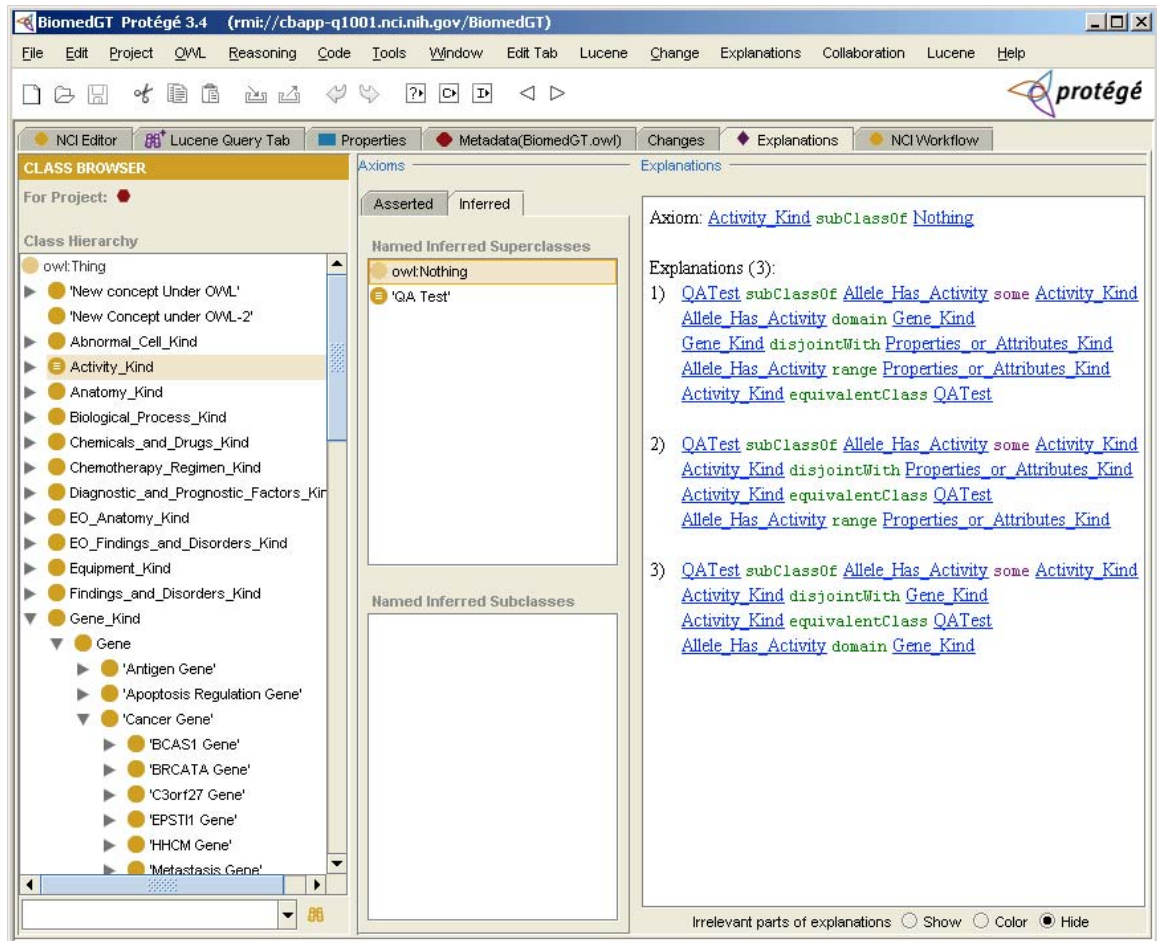 BiomedGT Protégé 3.4 (rmi://cbapp-q1001.nci.nih.gov/BiomedGT)
File Edit Project OWL Reasoning Code Tools Window Edit Tab Lucene Change Explanations Collaboration Lucene Help
protégé
NCI Editor Lucene Query Tab Properties Metadata(BiomedGT.owl) Changes Explanations NCI Workflow
CLASS BROWSER
For Project:
Class Hierarchy
owl:Thing
'New concept Under OWL'
'New Concept under OWL-2'
Abnormal_Cell_Kind
Activity_Kind
Anatomy_Kind
Biological_Process_Kind
Chemicals_and_Drugs_Kind
Chemotherapy_Regimen_Kind
Diagnostic_and_Prognostic_Factors_Kir
EO_Anatomy_Kind
EO_Findings_and_Disorders_Kind
Equipment_Kind
Findings_and_Disorders_Kind
Gene_Kind
Gene
'Antigen Gene'
'Apoptosis Regulation Gene'
'Cancer Gene'
'BCAS1 Gene'
'BRCATA Gene'
'C3orf27 Gene'
'EPSTI1 Gene'
'HHCM Gene'
'Metastasis Gene'
Axioms
Asserted Inferred
Named Inferred Superclasses
owl:Nothing
'QA Test'
Named Inferred Subclasses
Explanations
Axiom: Activity_Kind subClassOf Nothing
Explanations (3):
1) QATest subClassOf Allele_Has_Activity some Activity_Kind
Allele_Has_Activity domain Gene_Kind
Gene_Kind disjointWith Properties_or_Attributes_Kind
Allele_Has_Activity range Properties_or_Attributes_Kind
Activity_Kind equivalentClass QATest
2) QATest subClassOf Allele_Has_Activity some Activity_Kind
Activity_Kind disjointWith Properties_or_Attributes_Kind
Activity_Kind equivalentClass QATest
Allele_Has_Activity range Properties_or_Attributes_Kind
3) QATest subClassOf Allele_Has_Activity some Activity_Kind
Activity_Kind disjointWith Gene_Kind
Activity_Kind equivalentClass QATest
Allele_Has_Activity domain Gene_Kind
Irrelevant parts of explanations Show Color Hide